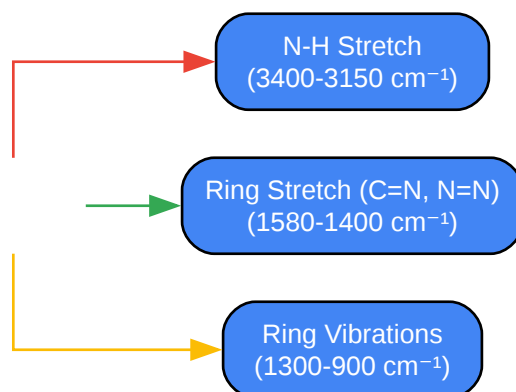 N-H Stretch
(3400-3150 cm⁻¹)
Ring Stretch (C=N, N=N)
(1580-1400 cm⁻¹)
Ring Vibrations
(1300-900 cm⁻¹)